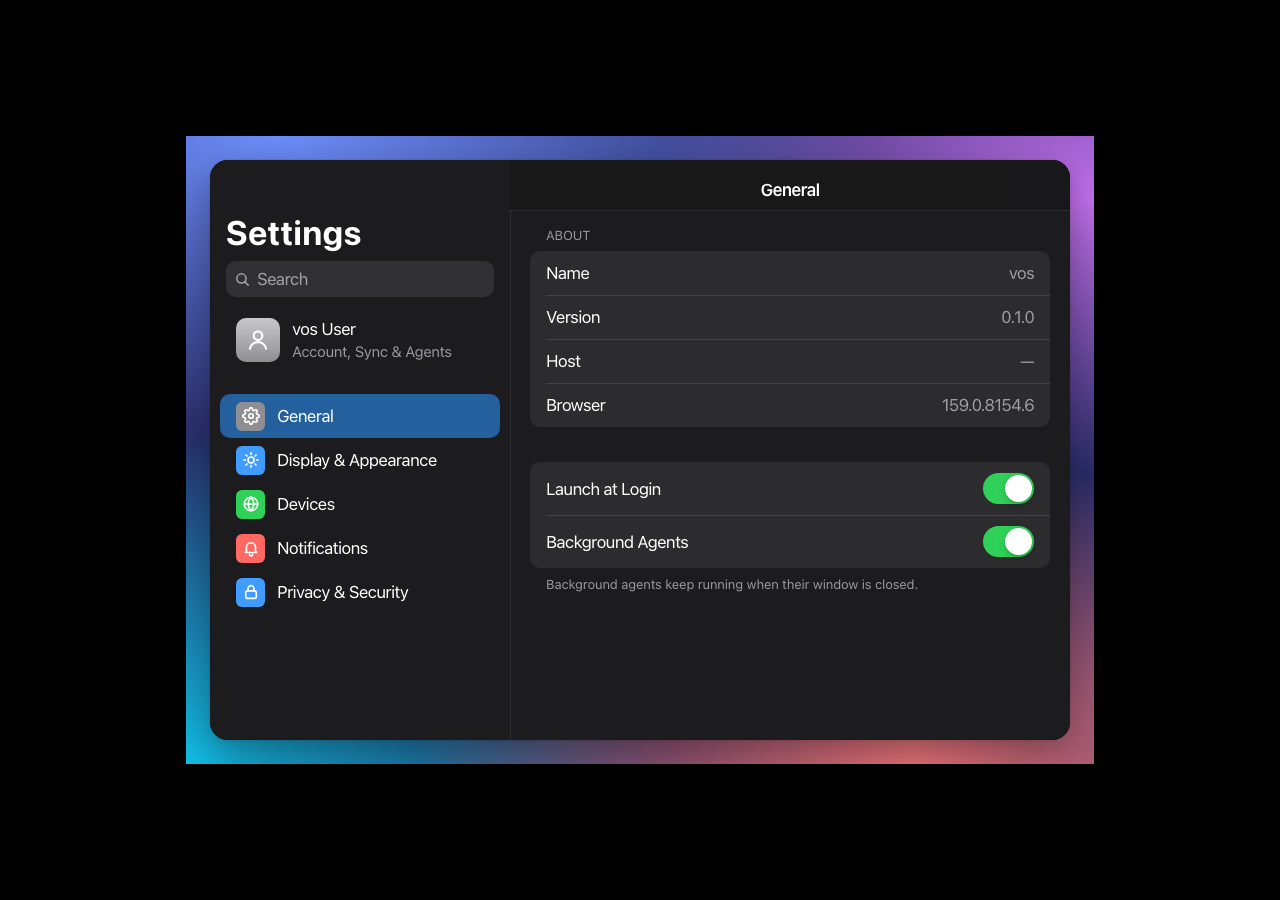 Settings
Search
vos User
Account, Sync & Agents
General
Display & Appearance
Devices
Notifications
Privacy & Security
General
ABOUT
Name vos
Version 0.1.0
Host —
Browser 159.0.8154.6
Launch at Login
Background Agents
Background agents keep running when their window is closed.